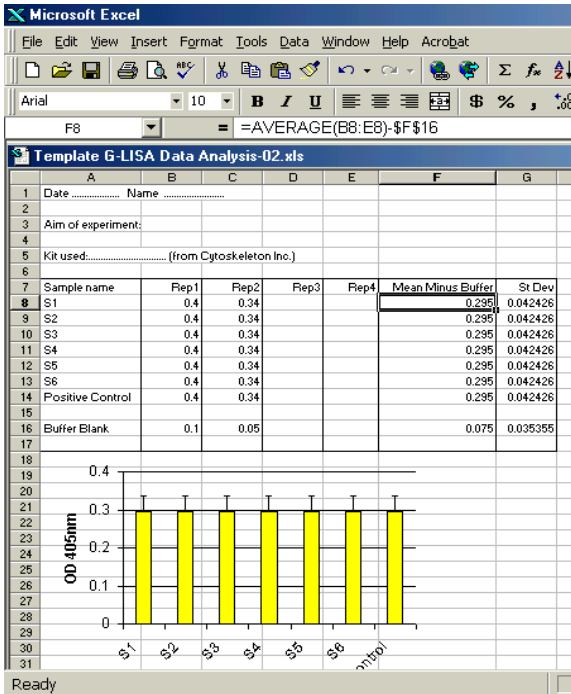 Microsoft Excel
File Edit View Insert Format Tools Data Window Help Acrobat
Arial 10 B I U $ % ,
F8 = =AVERAGE(B8:E8)-$F$16
Template G-LISA Data Analysis-02.xls
A B C D E F G
1 Date .................. Name .......................
2
3 Aim of experiment:
4
5 Kit used:.............................. (from Cytoskeleton Inc.)
6
7 Sample name Rep1 Rep2 Rep3 Rep4 Mean Minus Buffer St Dev
8 S1 0.4 0.34 0.295 0.042426
9 S2 0.4 0.34 0.295 0.042426
10 S3 0.4 0.34 0.295 0.042426
11 S4 0.4 0.34 0.295 0.042426
12 S5 0.4 0.34 0.295 0.042426
13 S6 0.4 0.34 0.295 0.042426
14 Positive Control 0.4 0.34 0.295 0.042426
15
16 Buffer Blank 0.1 0.05 0.075 0.035355
17
18
19
20
21
22
23
24
25
26
27
28
29
30
31
0.4
0.3
0.2
0.1
0
OD 405nm
S1 S2 S3 S4 S5 S6 ontrol
Ready